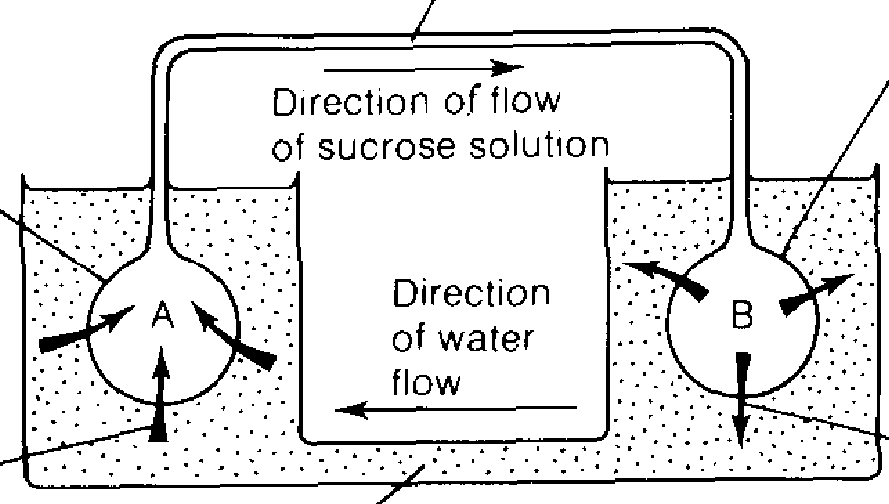 Direction of flow
of sucrose solution
Direction
of water
flow
A
B